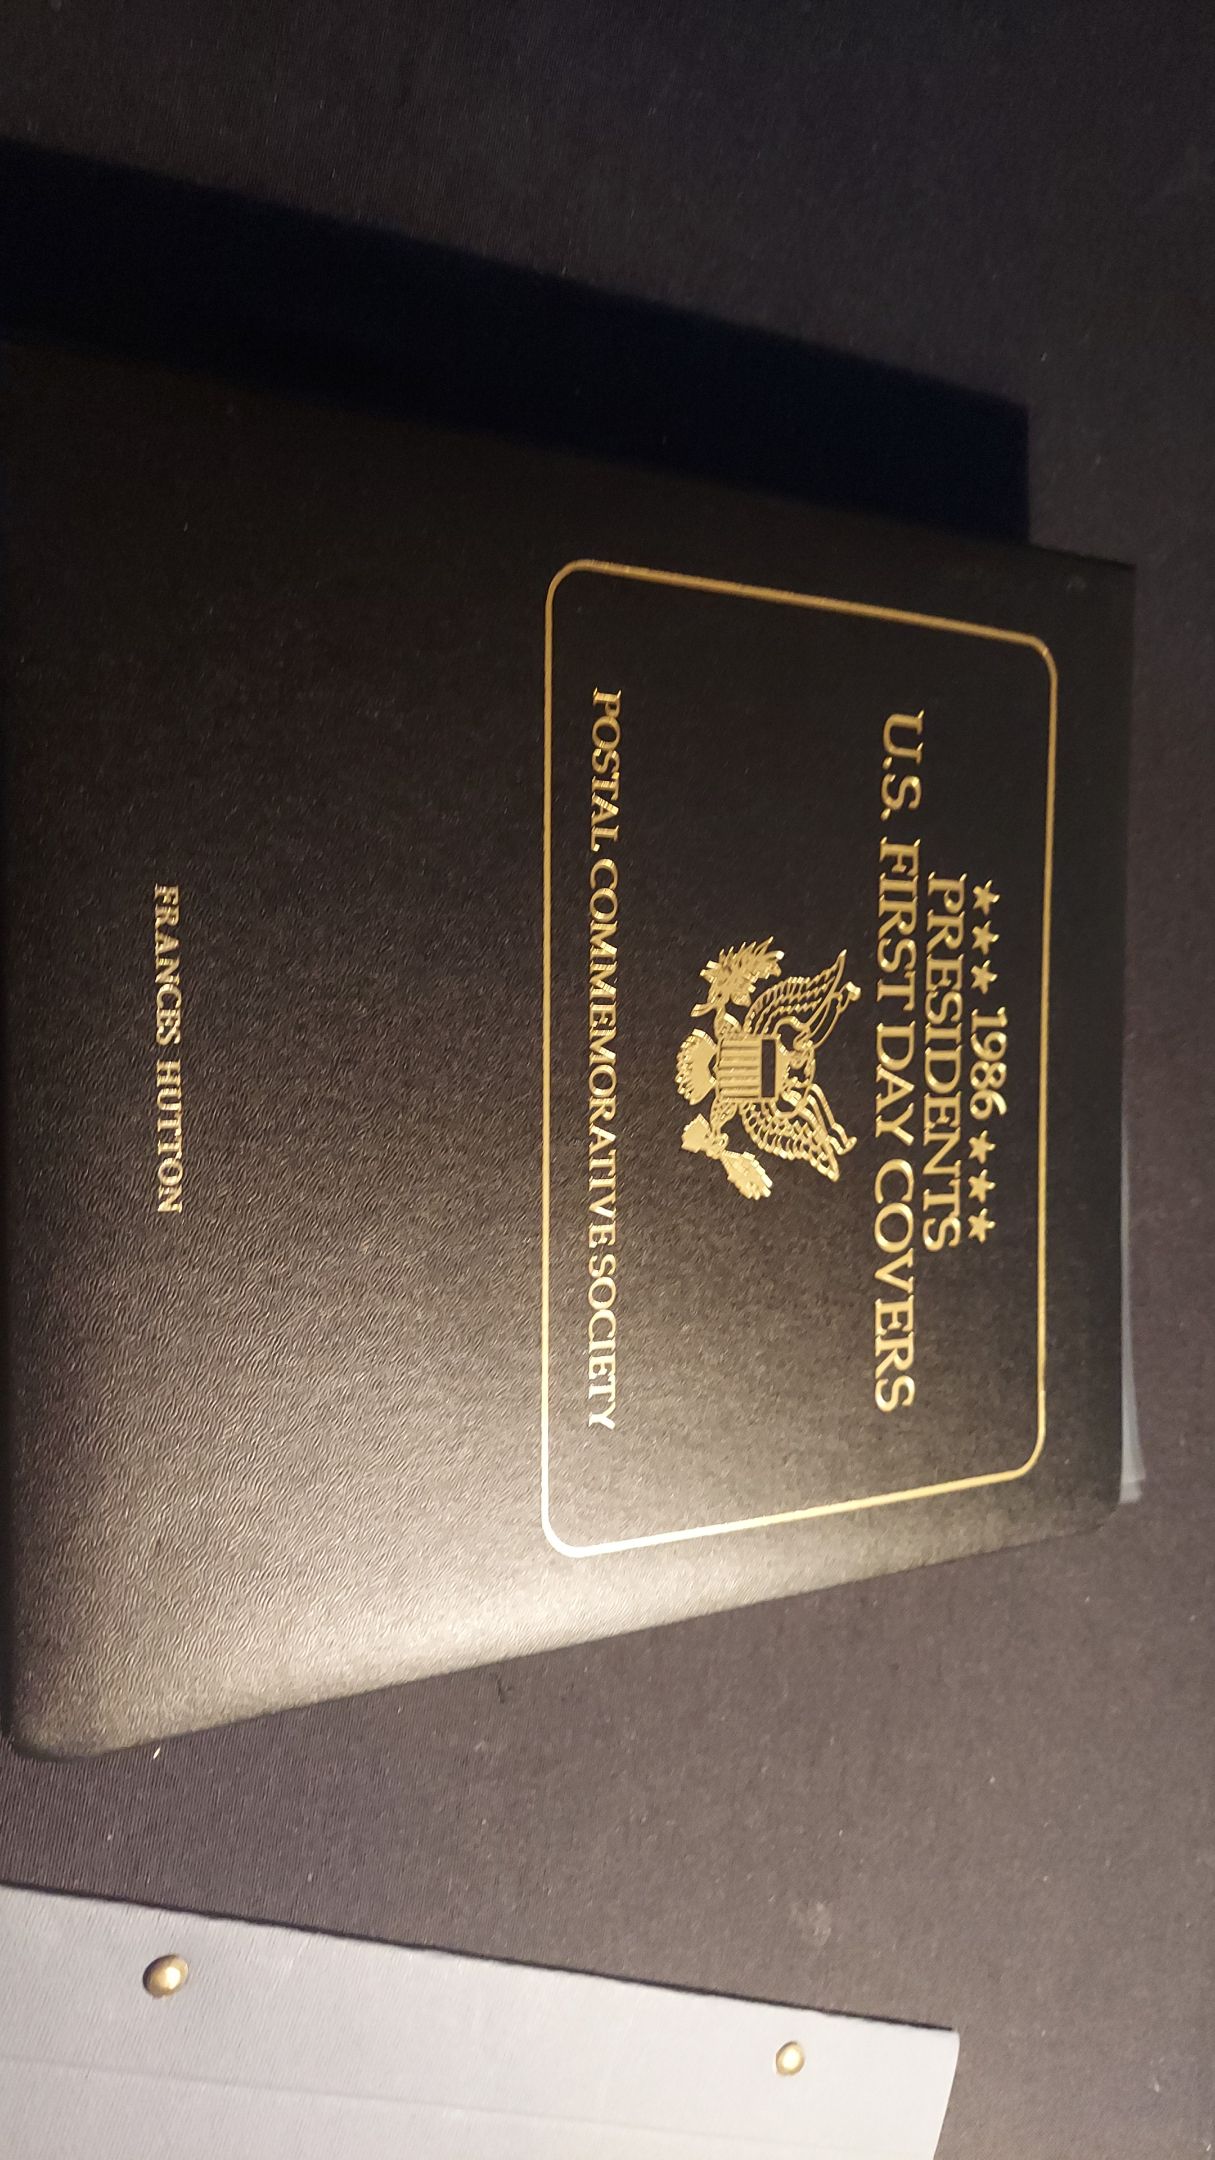 ★★★ 1986 ★★★
PRESIDENTS
U.S. FIRST DAY COVERS
POSTAL COMMEMORATIVE SOCIETY
FRANCES HUTTON